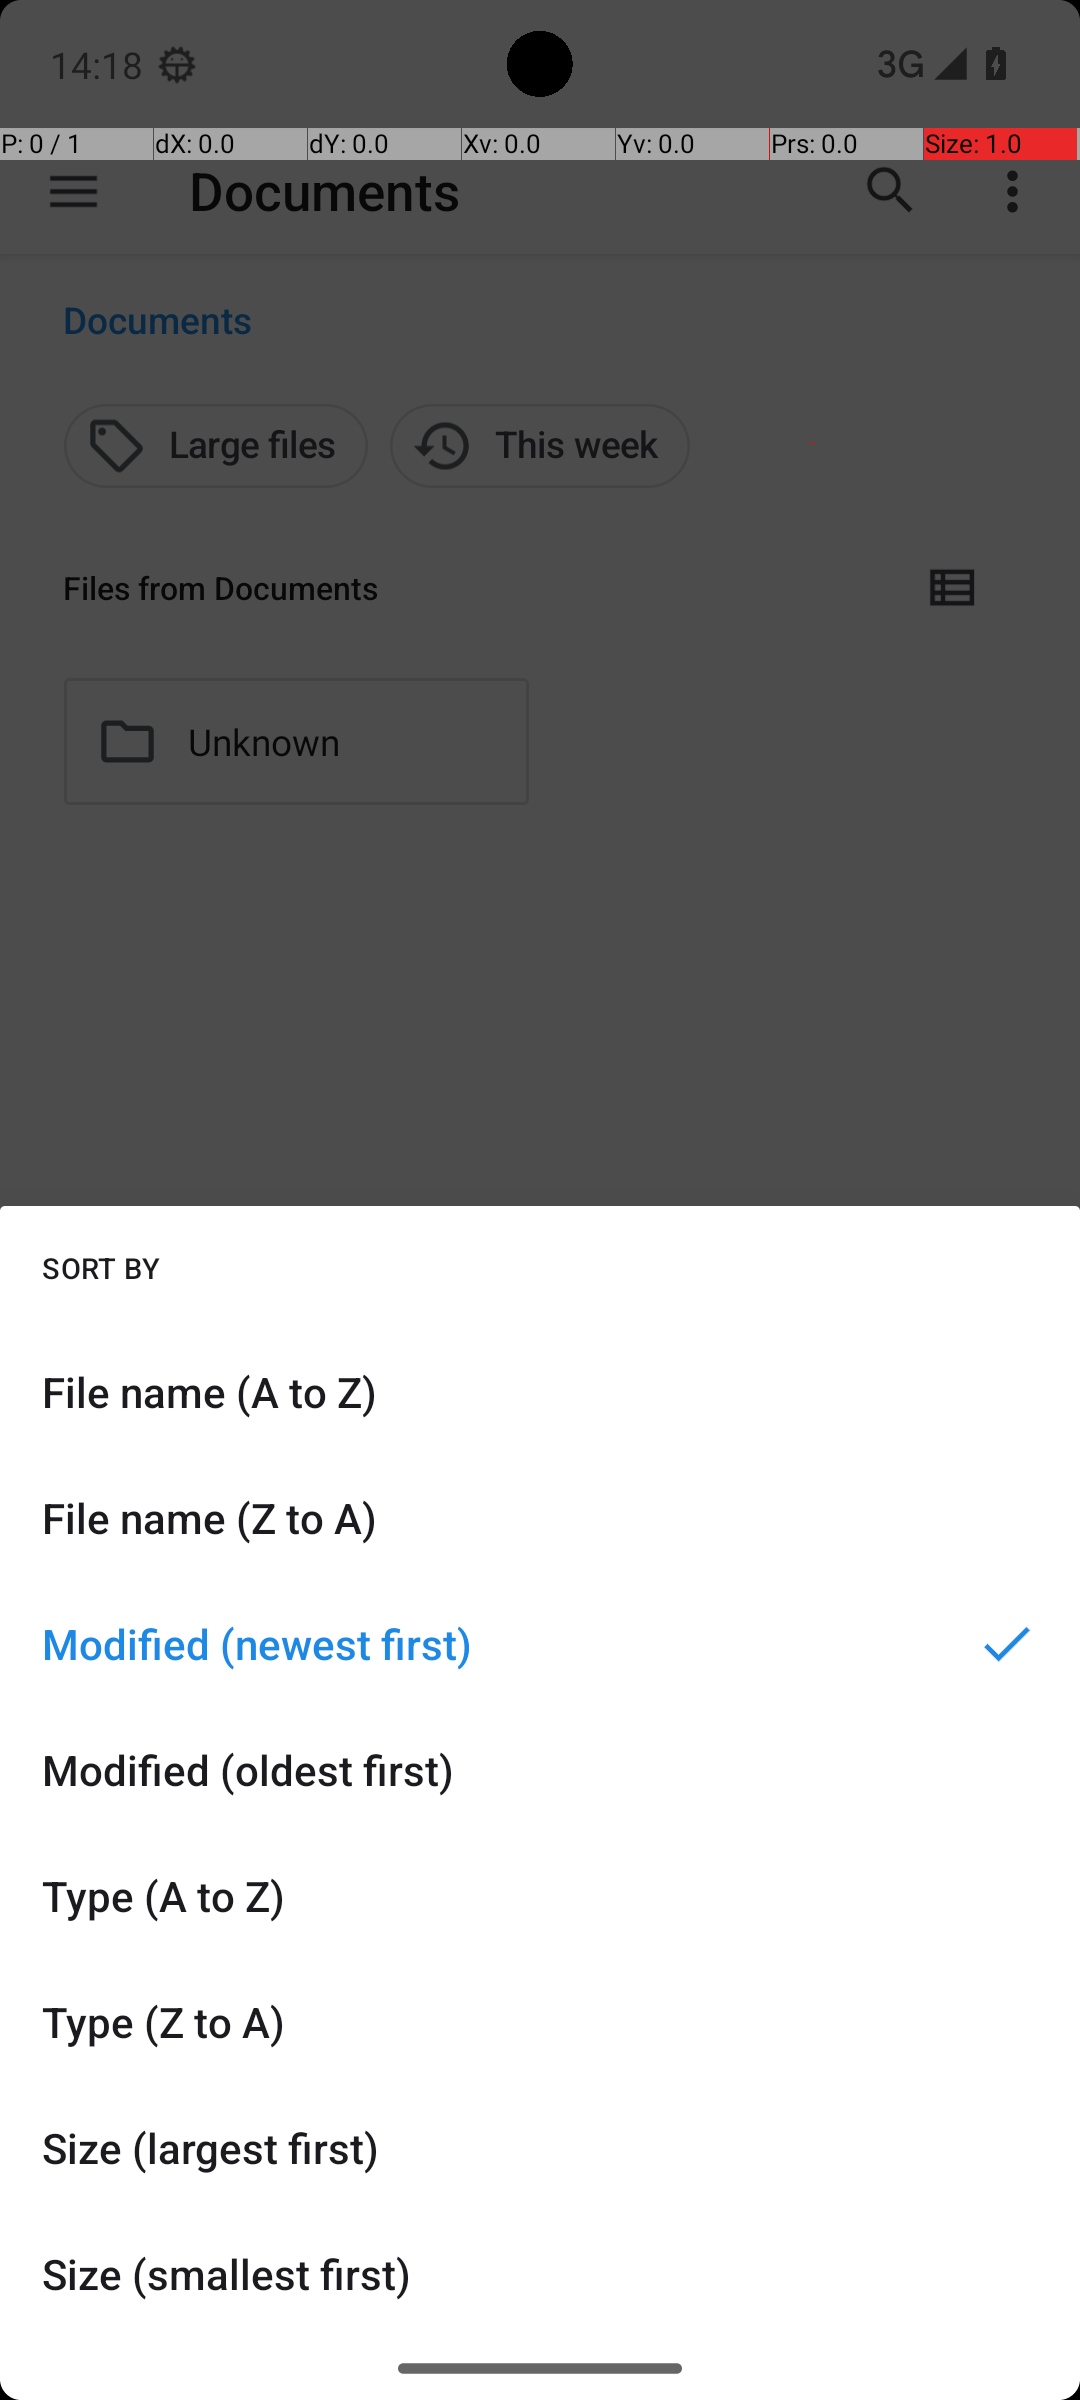 14:18
3G
P: 0 / 1
dX: 0.0
dY: 0.0
Xv: 0.0
Yv: 0.0
Prs: 0.0
Size: 1.0
Documents
Documents
Large files
This week
Files from Documents
Unknown
SORT BY
File name (A to Z)
File name (Z to A)
Modified (newest first)
Modified (oldest first)
Type (A to Z)
Type (Z to A)
Size (largest first)
Size (smallest first)